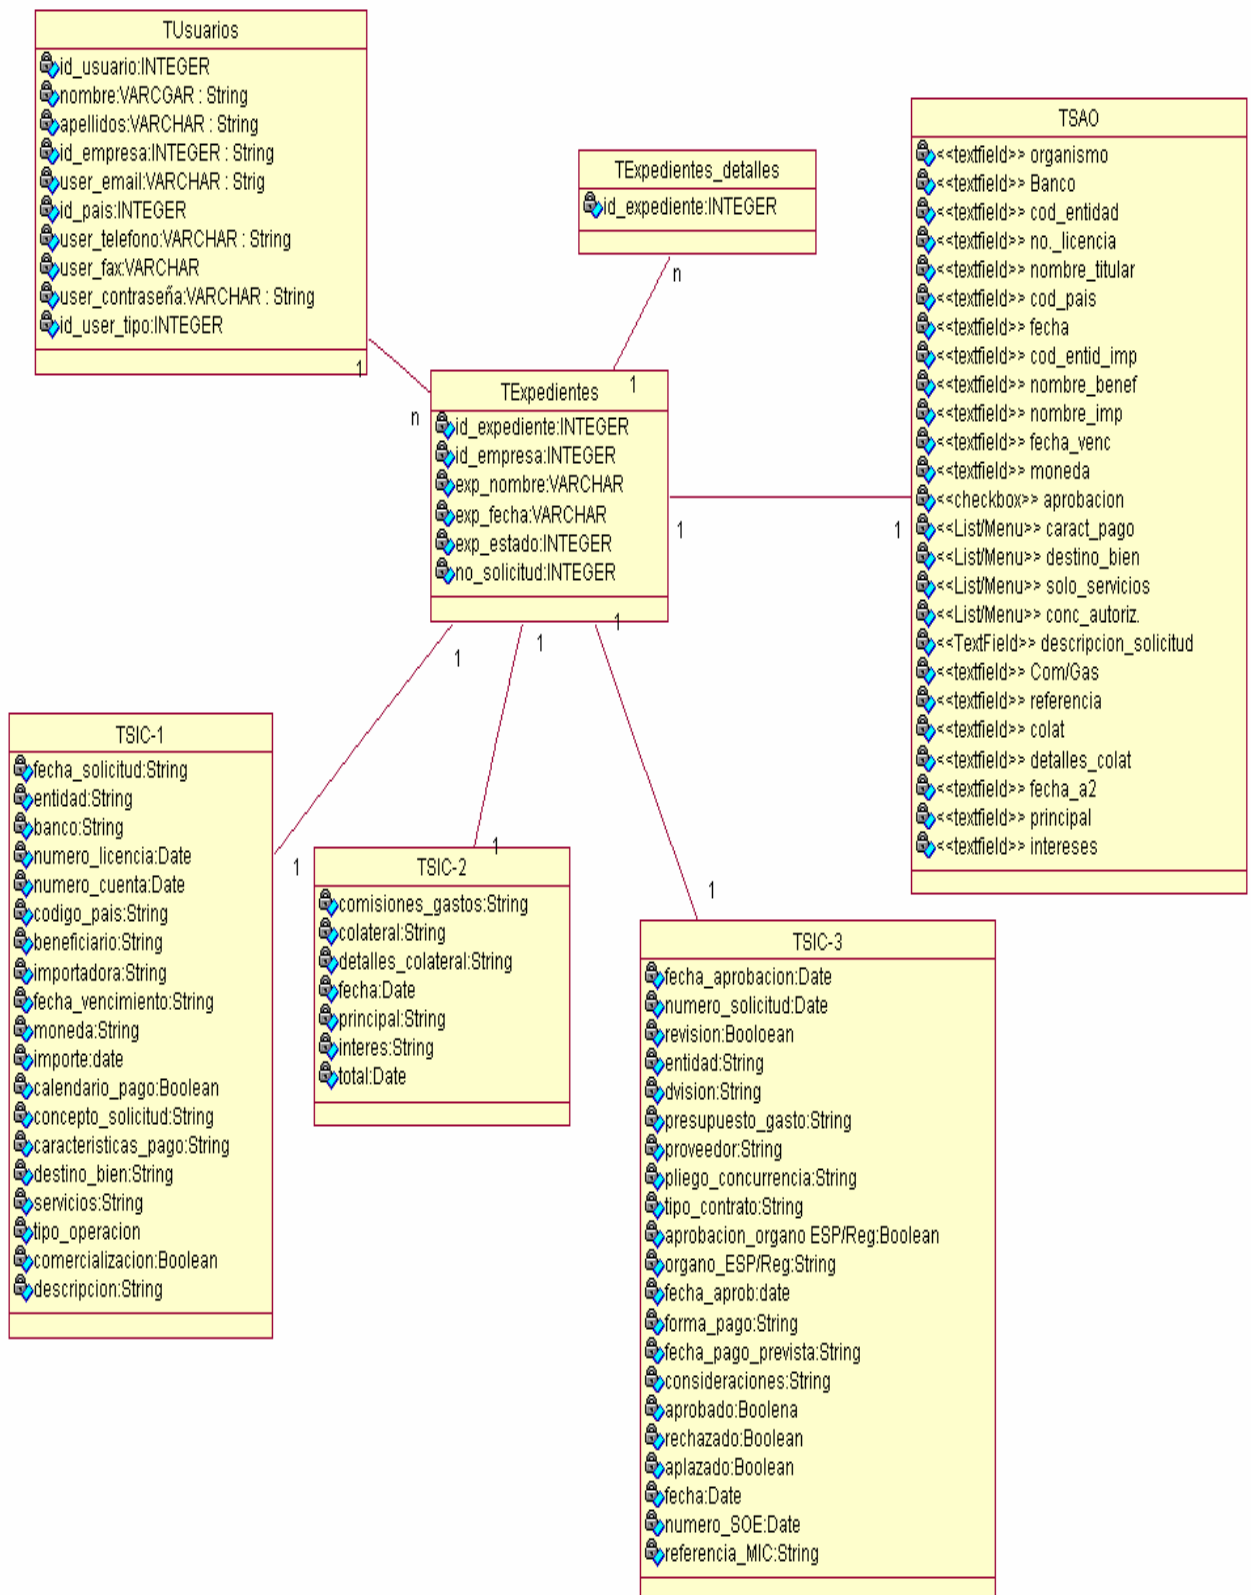 TUsuarios
id_usuario:INTEGER
nombre:VARCGAR : String
apellidos:VARCHAR : String
id_empresa:INTEGER : String
user_email:VARCHAR : Strig
id_pais:INTEGER
user_telefono:VARCHAR : String
user_fax:VARCHAR
user_contraseña:VARCHAR : String
id_user_tipo:INTEGER
1
n
TExpedientes_detalles
id_expediente:INTEGER
n
1
TExpedientes
id_expediente:INTEGER
id_empresa:INTEGER
exp_nombre:VARCHAR
exp_fecha:VARCHAR
exp_estado:INTEGER
no_solicitud:INTEGER
1
1
1
1
1
TSAO
<<textfield>> organismo
<<textfield>> Banco
<<textfield>> cod_entidad
<<textfield>> no._licencia
<<textfield>> nombre_titular
<<textfield>> cod_pais
<<textfield>> fecha
<<textfield>> cod_entid_imp
<<textfield>> nombre_benef
<<textfield>> nombre_imp
<<textfield>> fecha_venc
<<textfield>> moneda
<<checkbox>> aprobacion
<<List/Menu>> caract_pago
<<List/Menu>> destino_bien
<<List/Menu>> solo_servicios
<<List/Menu>> conc_autoriz.
<<TextField>> descripcion_solicitud
<<textfield>> Com/Gas
<<textfield>> referencia
<<textfield>> colat
<<textfield>> detalles_colat
<<textfield>> fecha_a2
<<textfield>> principal
<<textfield>> intereses
TSIC-1
fecha_solicitud:String
entidad:String
banco:String
numero_licencia:Date
numero_cuenta:Date
codigo_pais:String
beneficiario:String
importadora:String
fecha_vencimiento:String
moneda:String
importe:date
calendario_pago:Boolean
concepto_solicitud:String
caracteristicas_pago:String
destino_bien:String
servicios:String
tipo_operacion
comercializacion:Boolean
descripcion:String
1
1
TSIC-2
comisiones_gastos:String
colateral:String
detalles_colateral:String
fecha:Date
principal:String
interes:String
total:Date
1
TSIC-3
fecha_aprobacion:Date
numero_solicitud:Date
revision:Booloean
entidad:String
dvision:String
presupuesto_gasto:String
proveedor:String
pliego_concurrencia:String
tipo_contrato:String
aprobacion_organo ESP/Reg:Boolean
organo_ESP/Reg:String
fecha_aprob:date
forma_pago:String
fecha_pago_prevista:String
consideraciones:String
aprobado:Boolena
rechazado:Boolean
aplazado:Boolean
fecha:Date
numero_SOE:Date
referencia_MIC:String